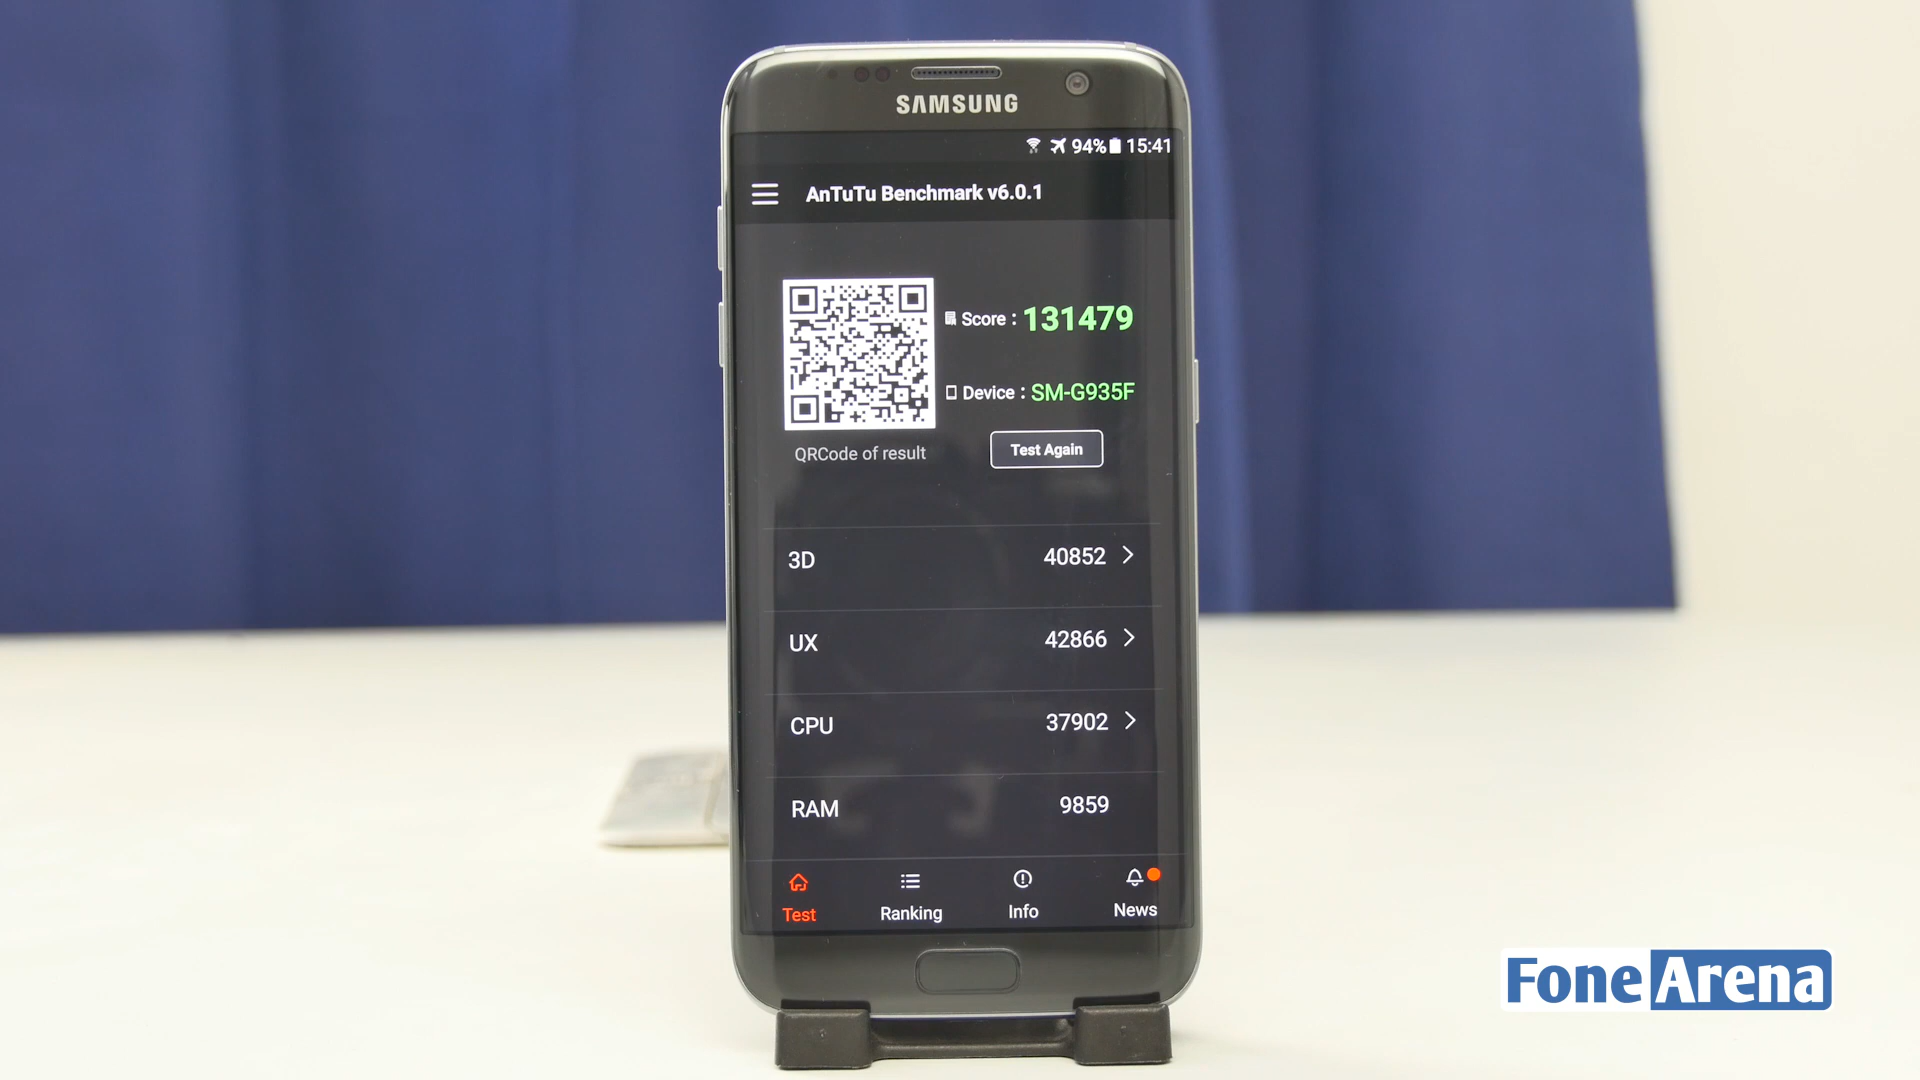 SAMSUNG
94% 15:41
AnTuTu Benchmark v6.0.1
Score : 131479
Device : SM-G935F
QRCode of result
Test Again
3D 40852
UX 42866
CPU 37902
RAM 9859
Test Ranking Info News
FoneArena